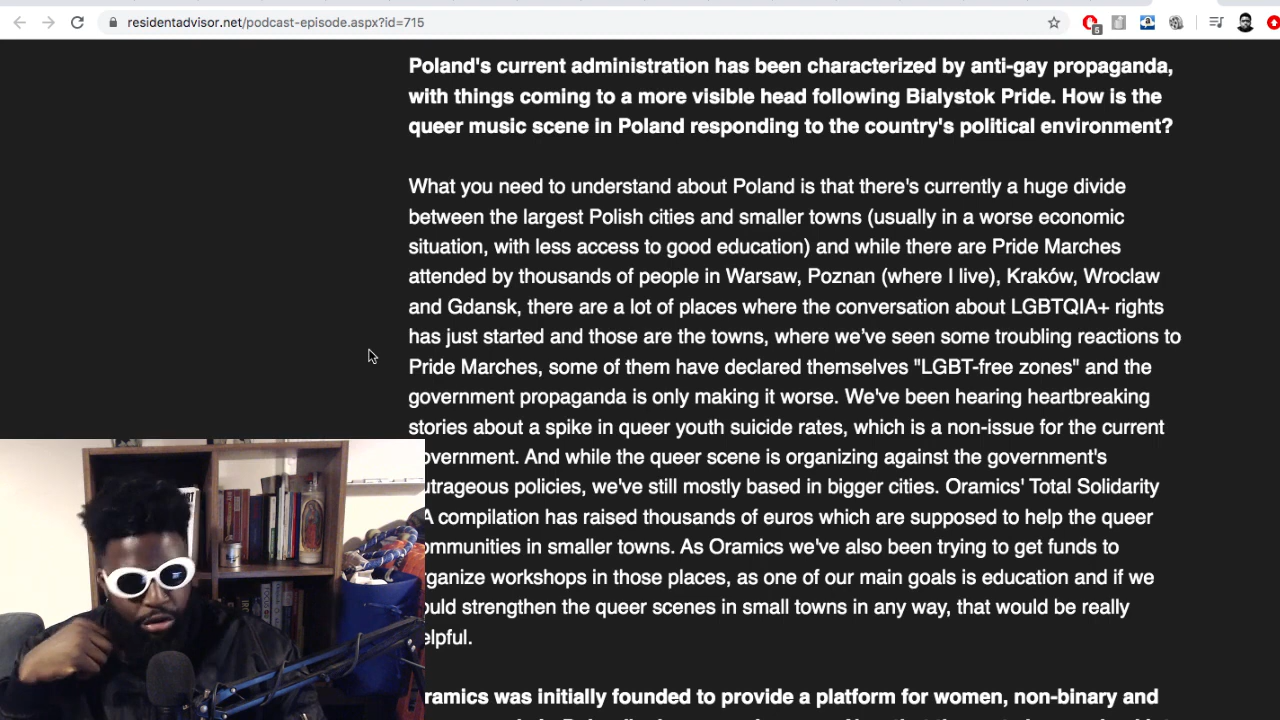 residentadvisor.net/podcast-episode.aspx?id=715
5
Poland's current administration has been characterized by anti-gay propaganda,
with things coming to a more visible head following Bialystok Pride. How is the
queer music scene in Poland responding to the country's political environment?
What you need to understand about Poland is that there's currently a huge divide
between the largest Polish cities and smaller towns (usually in a worse economic
situation, with less access to good education) and while there are Pride Marches
attended by thousands of people in Warsaw, Poznan (where I live), Kraków, Wroclaw
and Gdansk, there are a lot of places where the conversation about LGBTQIA+ rights
has just started and those are the towns, where we've seen some troubling reactions to
Pride Marches, some of them have declared themselves "LGBT-free zones" and the
government propaganda is only making it worse. We've been hearing heartbreaking
stories about a spike in queer youth suicide rates, which is a non-issue for the current
overnment. And while the queer scene is organizing against the government's
utrageous policies, we've still mostly based in bigger cities. Oramics' Total Solidarity
A compilation has raised thousands of euros which are supposed to help the queer
ommunities in smaller towns. As Oramics we've also been trying to get funds to
rganize workshops in those places, as one of our main goals is education and if we
ould strengthen the queer scenes in small towns in any way, that would be really
elpful.
ramics was initially founded to provide a platform for women, non-binary and